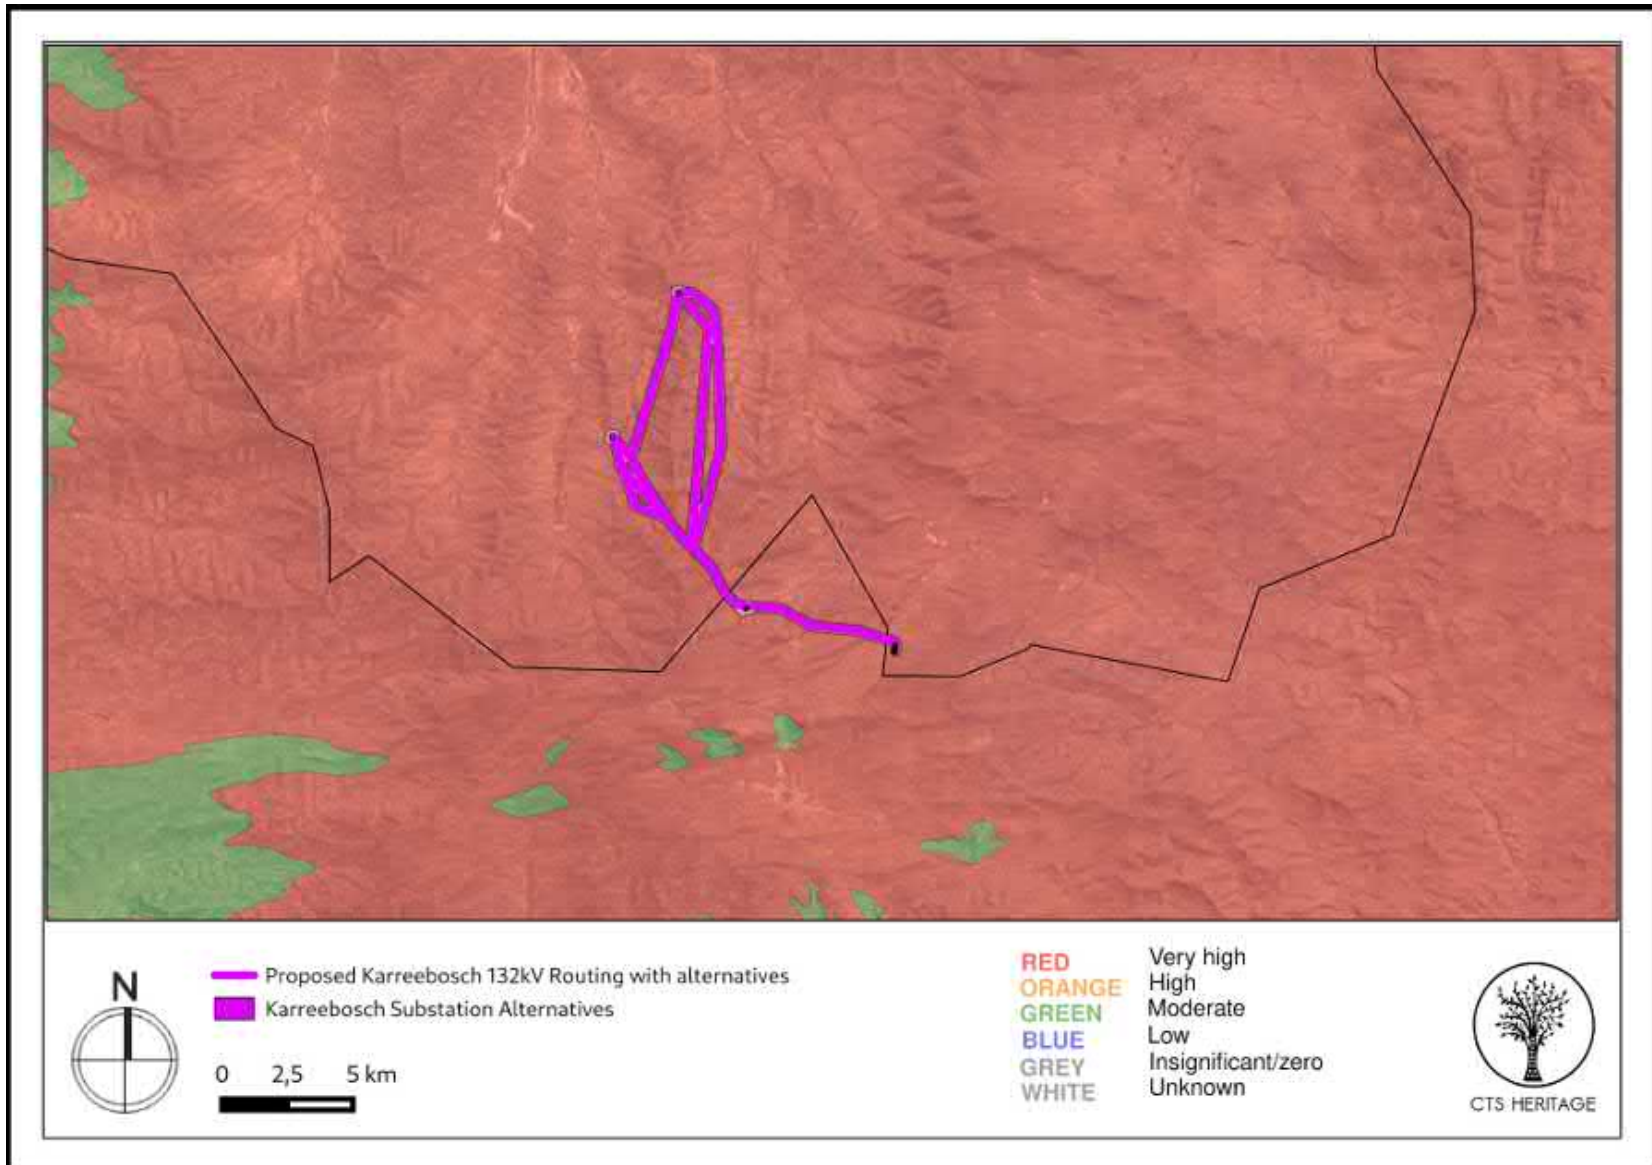 N
Proposed Karreebosch 132kV Routing with alternatives
Karreebosch Substation Alternatives
0 2,5 5 km
RED Very high
ORANGE High
GREEN Moderate
BLUE Low
GREY Insignificant/zero
WHITE Unknown
CTS HERITAGE